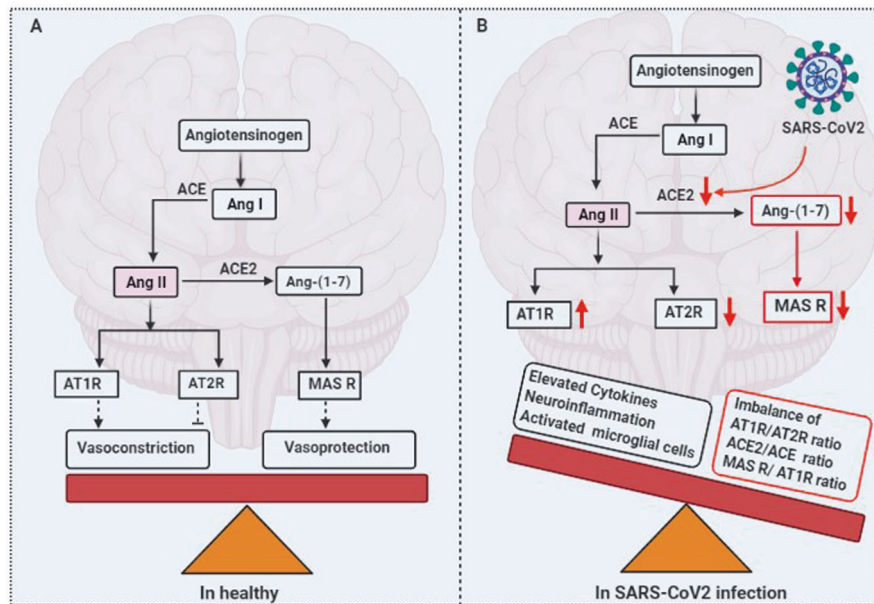 A
Angiotensinogen
ACE
Ang I
Ang II
ACE2
Ang-(1-7)
AT1R
AT2R
MAS R
Vasoconstriction
Vasoprotection
In healthy
B
Angiotensinogen
SARS-CoV2
ACE
Ang I
ACE2
Ang II
Ang-(1-7)
AT1R
AT2R
MAS R
Elevated Cytokines
Neuroinflammation
Activated microglial cells
Imbalance of
AT1R/AT2R ratio
ACE2/ACE ratio
MAS R/ AT1R ratio
In SARS-CoV2 infection